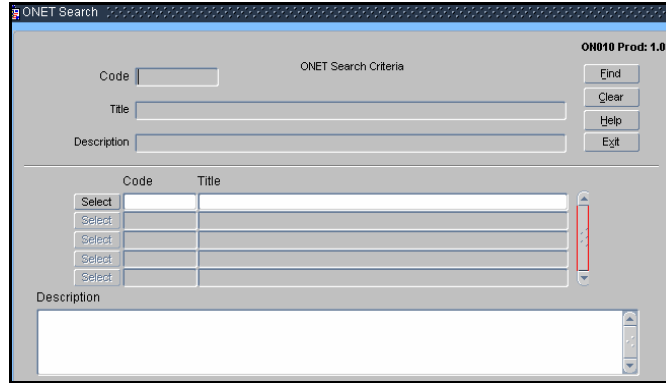 ONET Search
ON010 Prod: 1.0
ONET Search Criteria
Code
Find
Title
Clear
Help
Description
Exit
Code Title
Select
Select
Select
Select
Select
Description